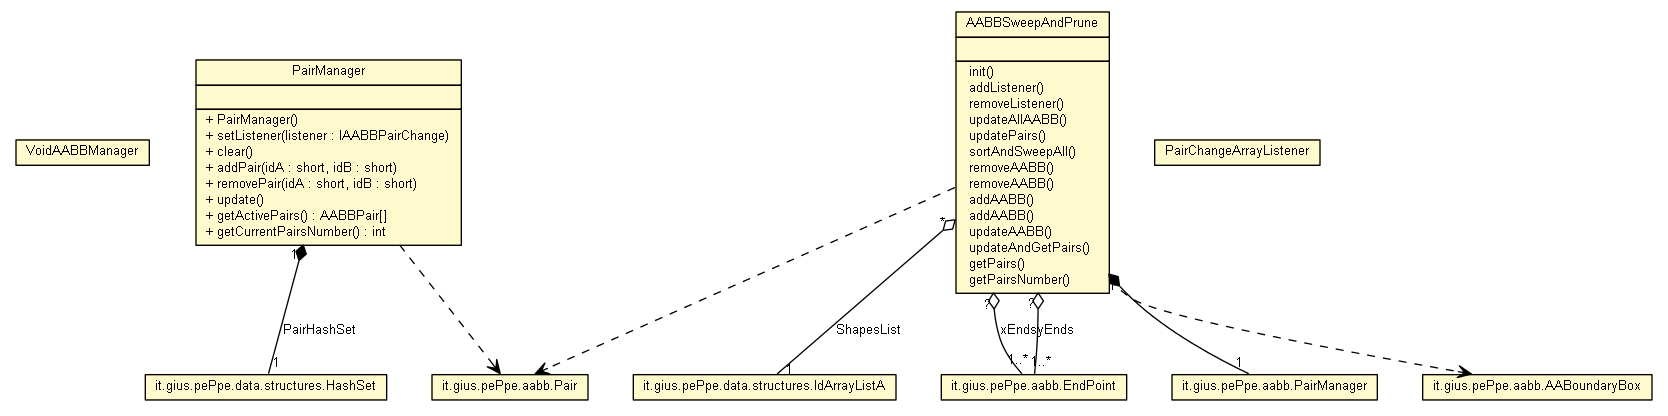 AABBSweepAndPrune
init()
addListener()
removeListener()
updateAllAABB()
updatePairs()
sortAndSweepAll()
removeAABB()
removeAABB()
addAABB()
addAABB()
updateAABB()
updateAndGetPairs()
getPairs()
getPairsNumber()
PairManager
+ PairManager()
+ setListener(listener : IAABBPairChange)
+ clear()
+ addPair(idA : short, idB : short)
+ removePair(idA : short, idB : short)
+ update()
+ getActivePairs() : AABBPair[]
+ getCurrentPairsNumber() : int
VoidAABBManager
PairChangeArrayListener
1
*
?
?
1
PairHashSet
ShapesList
xEnds
yEnds
1
1
1..*
1..*
1
it.gius.pePpe.data.structures.HashSet
it.gius.pePpe.aabb.Pair
it.gius.pePpe.data.structures.IdArrayListA
it.gius.pePpe.aabb.EndPoint
it.gius.pePpe.aabb.PairManager
it.gius.pePpe.aabb.AABoundaryBox